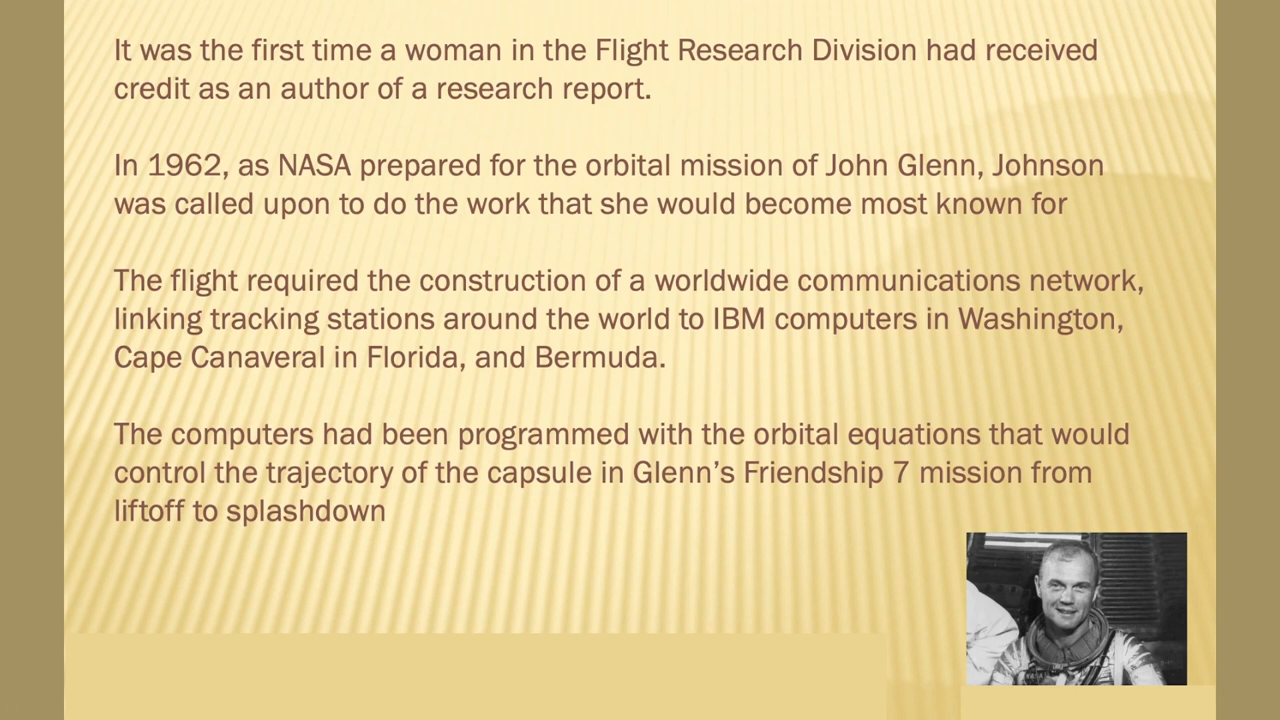 It was the first time a woman in the Flight Research Division had received
credit as an author of a research report.
In 1962, as NASA prepared for the orbital mission of John Glenn, Johnson
was called upon to do the work that she would become most known for
The flight required the construction of a worldwide communications network,
linking tracking stations around the world to IBM computers in Washington,
Cape Canaveral in Florida, and Bermuda.
The computers had been programmed with the orbital equations that would
control the trajectory of the capsule in Glenn’s Friendship 7 mission from
liftoff to splashdown